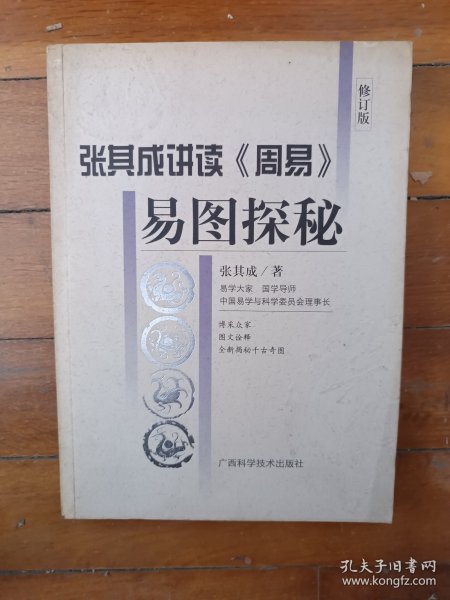 修订版
张其成讲读《周易》
易图探秘
张其成／著
易学大家 国学导师
中国易学与科学委员会理事长
博采众家
图文诠释
全新揭秘千古奇图
广西科学技术出版社
孔夫子旧书网
www.kongfz.com